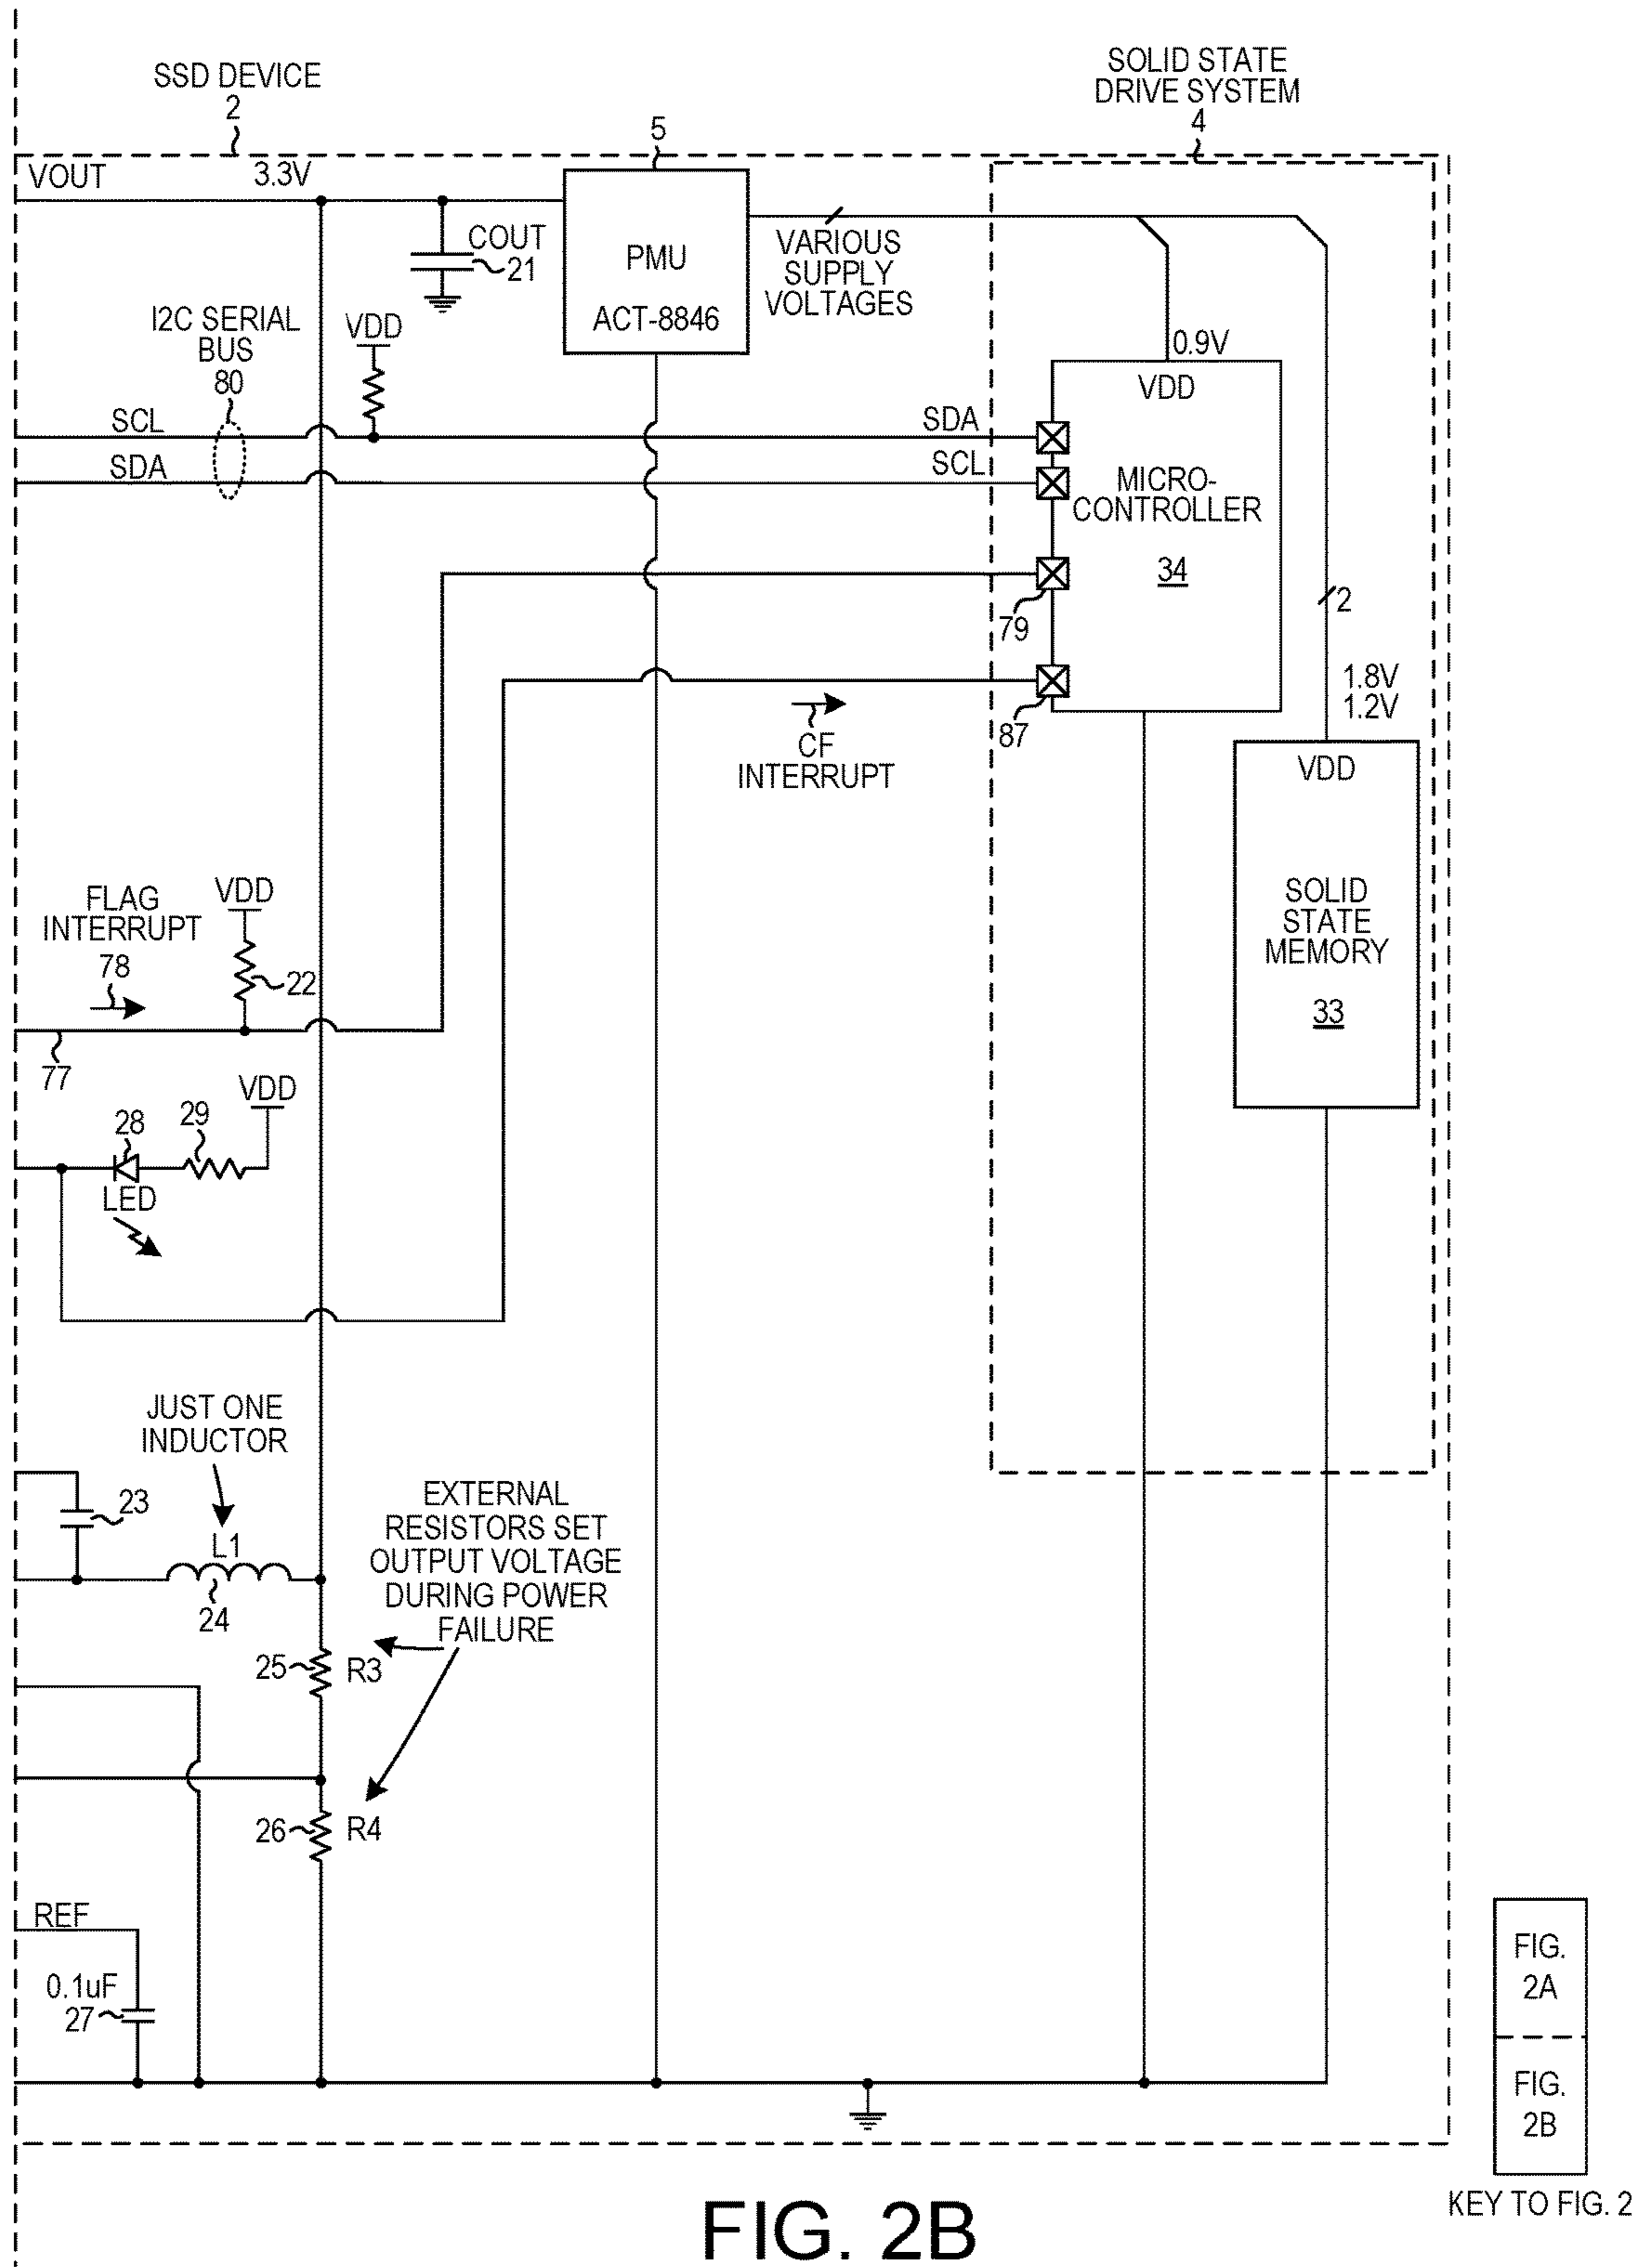 SSD DEVICE
2
SOLID STATE
DRIVE SYSTEM
4
5
VOUT
3.3V
COUT
21
PMU
ACT-8846
VARIOUS
SUPPLY
VOLTAGES
I2C SERIAL
BUS
80
VDD
0.9V
VDD
SCL
SDA
SDA
SCL
MICRO-
CONTROLLER
34
79
2
87
1.8V
1.2V
CF
INTERRUPT
VDD
SOLID
STATE
MEMORY
33
FLAG
INTERRUPT
78
VDD
22
77
VDD
28
29
LED
JUST ONE
INDUCTOR
23
L1
24
EXTERNAL
RESISTORS SET
OUTPUT VOLTAGE
DURING POWER
FAILURE
25
R3
26
R4
REF
0.1uF
27
FIG.
2A
FIG.
2B
KEY TO FIG. 2
FIG. 2B